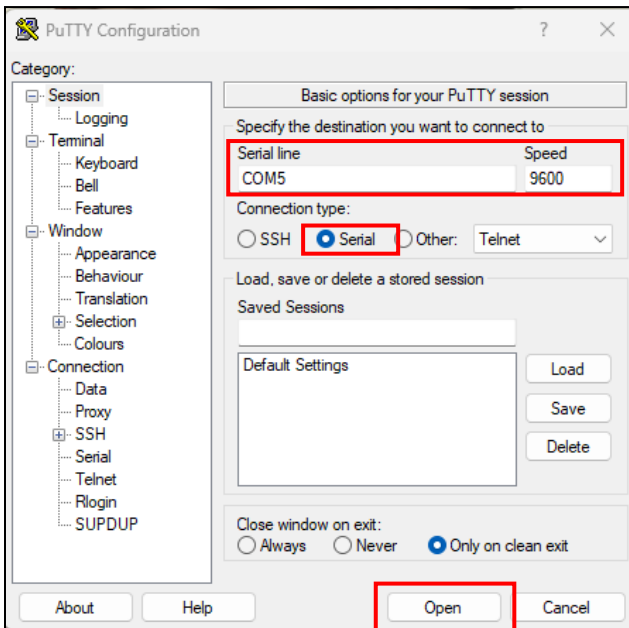 PuTTY Configuration
?
Category:
Session
Logging
Terminal
Keyboard
Bell
Features
Window
Appearance
Behaviour
Translation
Selection
Colours
Connection
Data
Proxy
SSH
Serial
Telnet
Rlogin
SUPDUP
Basic options for your PuTTY session
Specify the destination you want to connect to
Serial line Speed
COM5 9600
Connection type:
SSH Serial Other: Telnet
Load, save or delete a stored session
Saved Sessions
Default Settings
Load
Save
Delete
Close window on exit:
Always Never Only on clean exit
About Help Open Cancel